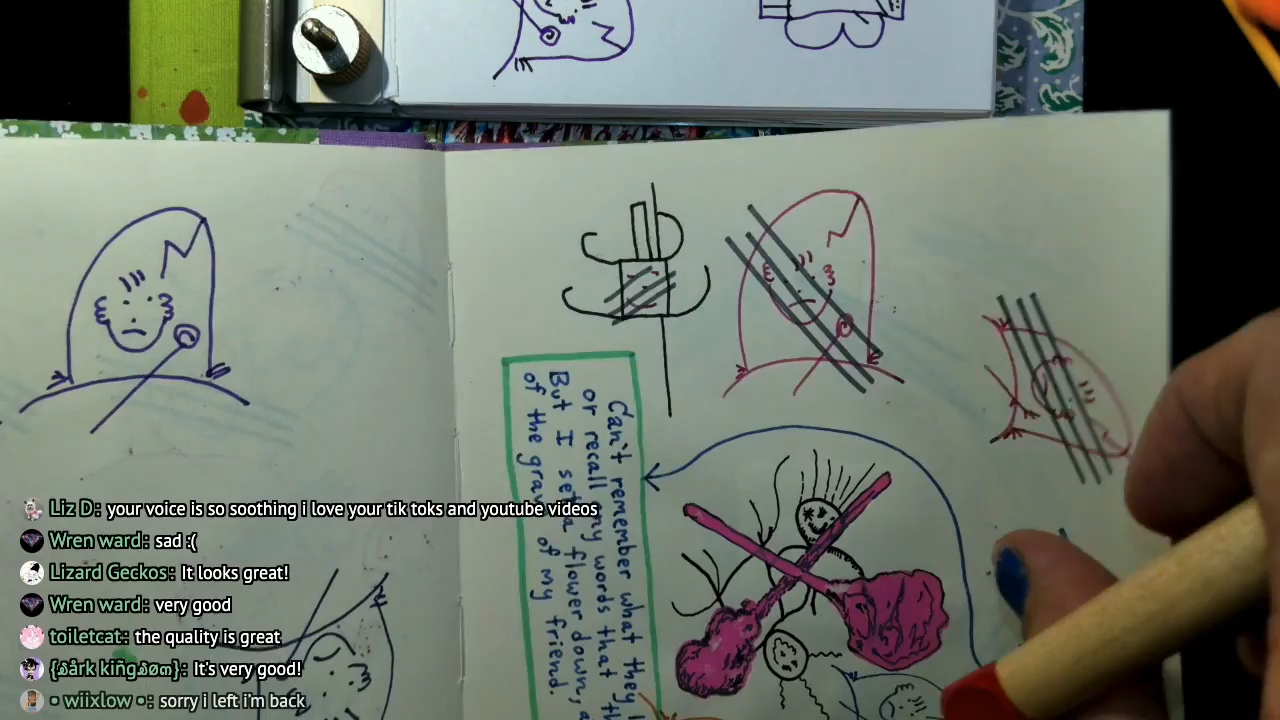 Can't remember what they
or recall any words that
But I set a flower down,
of the grave of my friend.
Liz D: your voice is so soothing i love your tik toks and youtube videos
Wren ward: sad :(
Lizard Geckos: It looks great!
Wren ward: very good
toiletcat: the quality is great
It's very good!
• wiixlow •: sorry i left i'm back